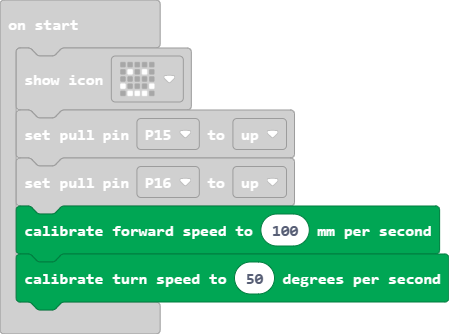 on start
show icon
set pull pin P15 to up
set pull pin P16 to up
calibrate forward speed to 100 mm per second
calibrate turn speed to 50 degrees per second